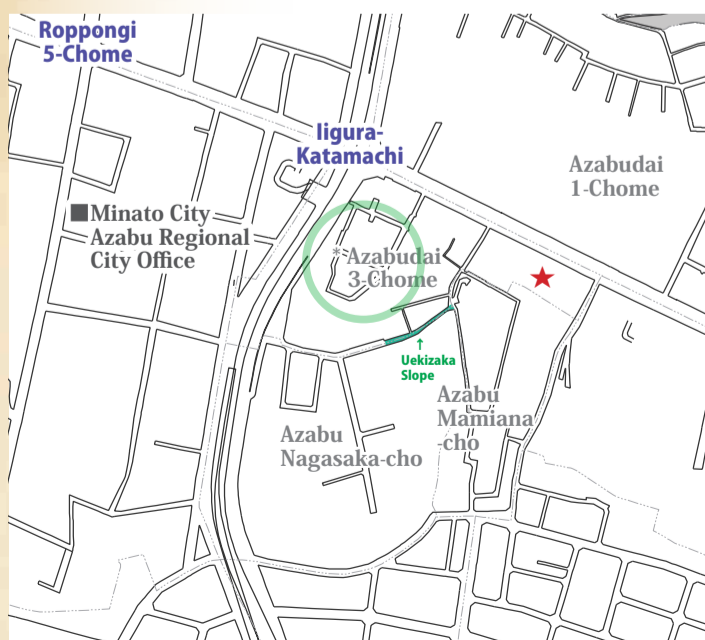 Roppongi
5-Chome
Iigura-
Katamachi
Azabudai
1-Chome
■Minato City
Azabu Regional
City Office
* Azabudai
3-Chome
↑
Uekizaka
Slope
Azabu
Mamiana
-cho
Azabu
Nagasaka-cho